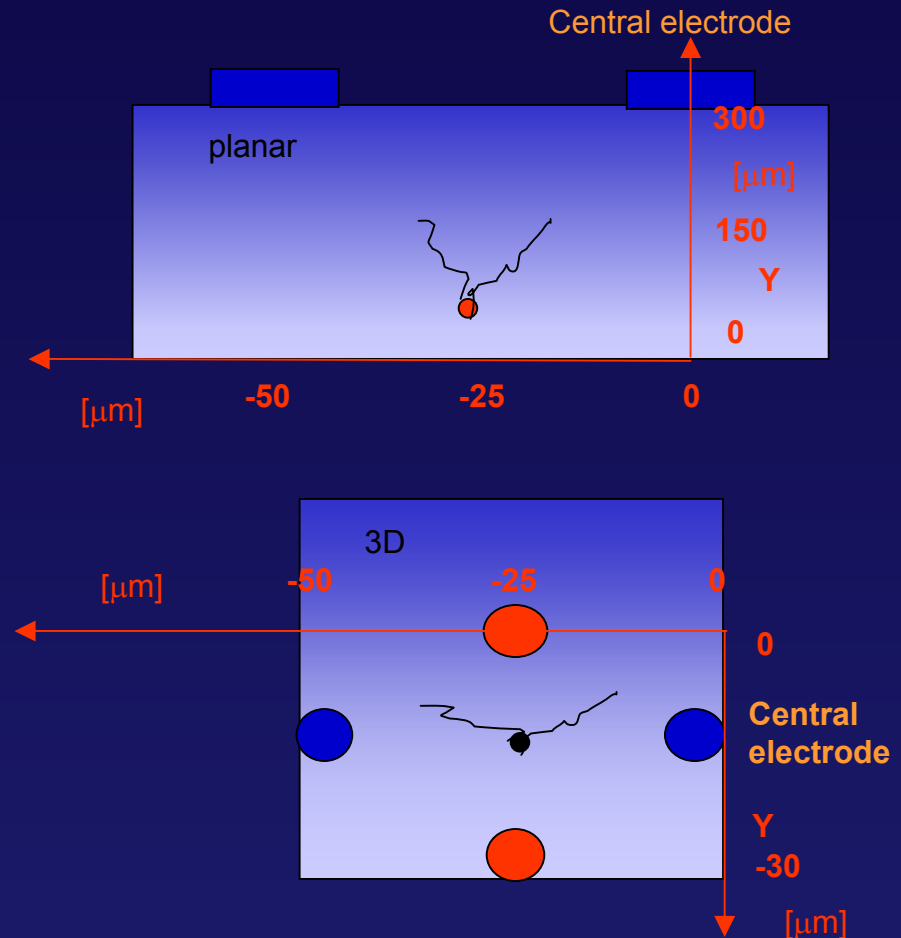 Central electrode
300
planar
[μm]
150
Y
0
-50 -25 0
[μm]
3D
[μm] -50 -25 0
0
Central
electrode
Y
-30
[μm]